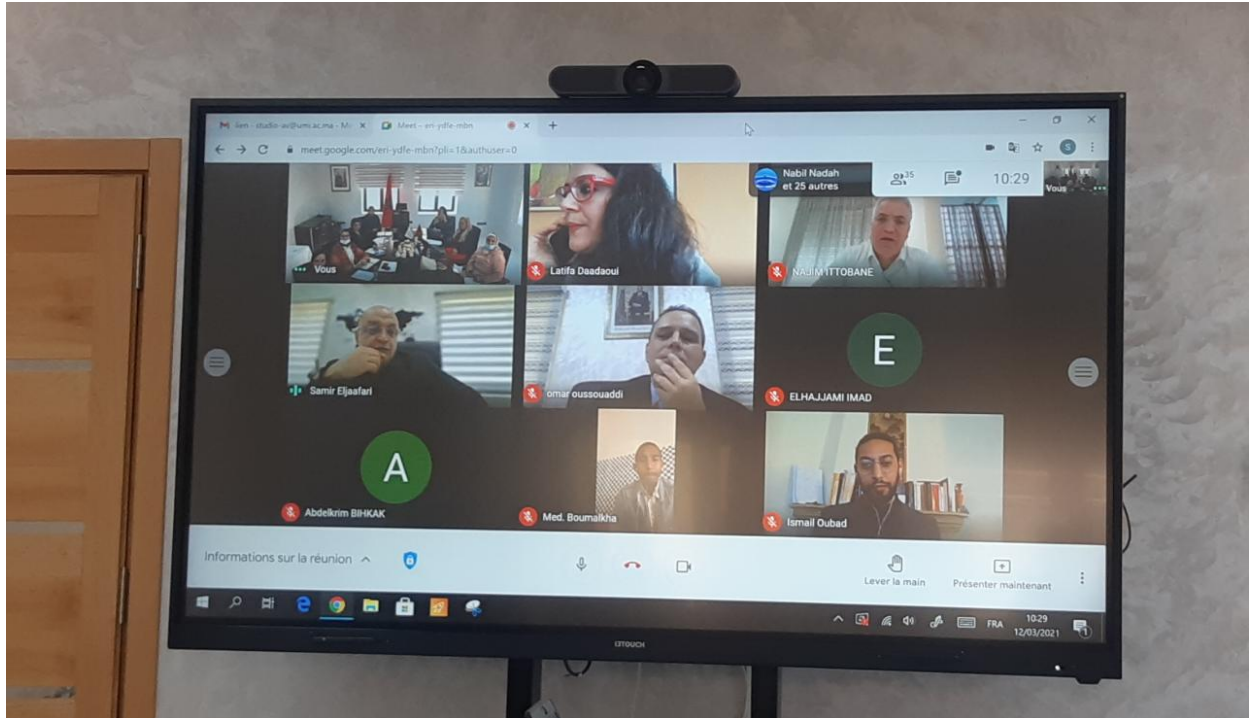 lien - studio-av@umi.ac.ma - M
Meet – eri-ydfe-mbn
meet.google.com/eri-ydfe-mbn?pli=1&authuser=0
S
Nabil Nadah
et 25 autres
35
10:29
Vous
Vous
Latifa Daadaoui
NAJIM ITTOBANE
Samir Eljaafari
omar oussouaddi
E
ELHAJJAMI IMAD
A
Abdelkrim BIHKAK
Med. Boumalkha
Ismail Oubad
Informations sur la réunion
Lever la main
Présenter maintenant
FRA
10:29
12/03/2021
1
i3TOUCH